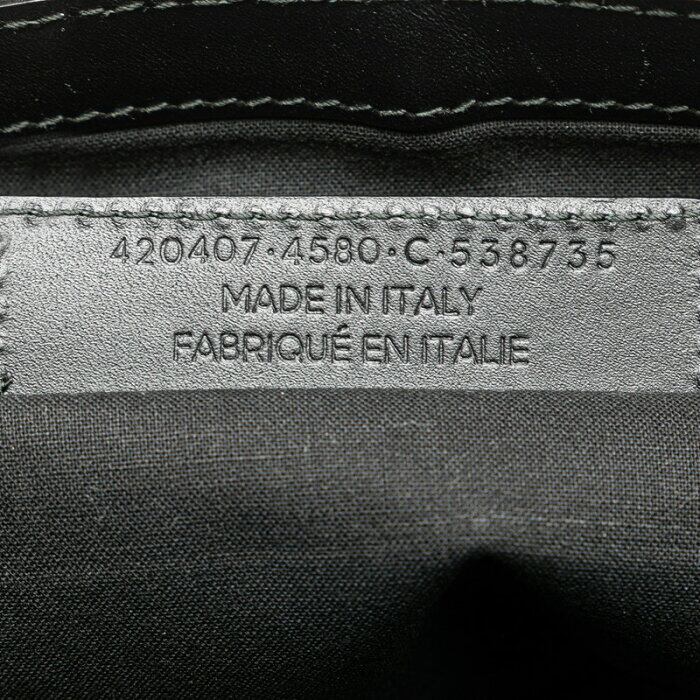 420407·4580·C·538735
MADE IN ITALY
FABRIQUÉ EN ITALIE